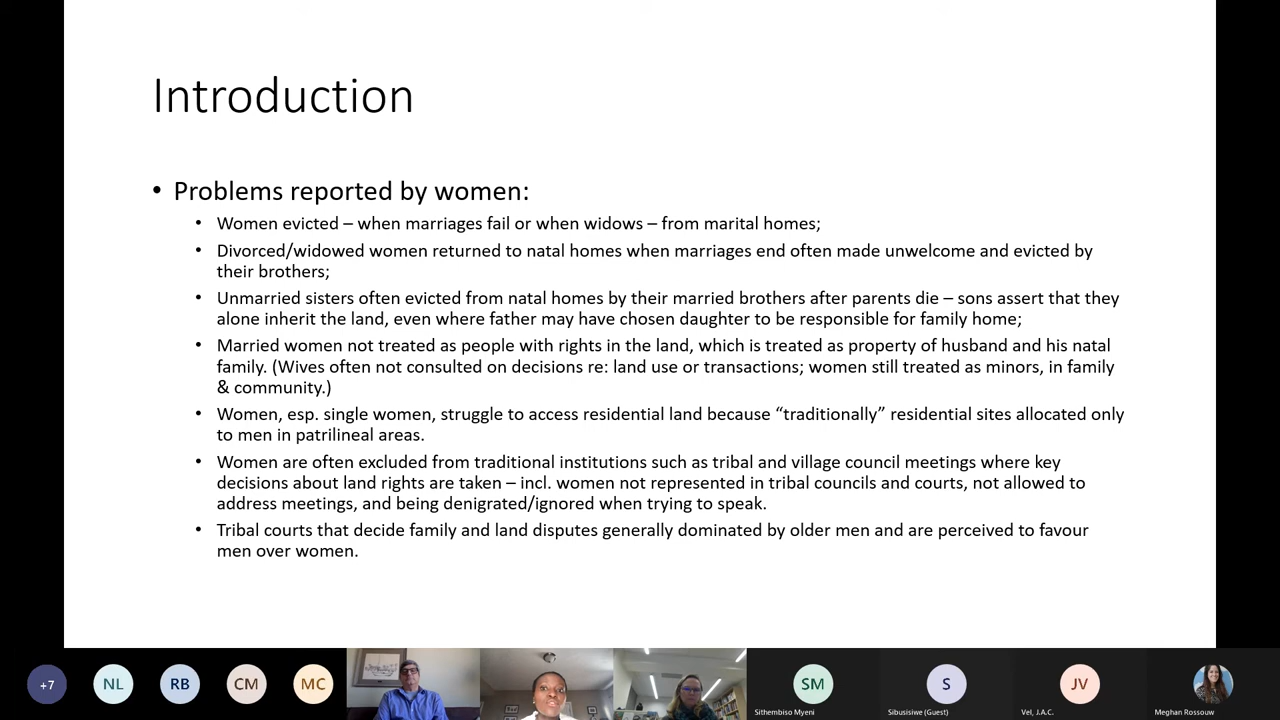 Introduction
• Problems reported by women:
• Women evicted – when marriages fail or when widows – from marital homes;
• Divorced/widowed women returned to natal homes when marriages end often made unwelcome and evicted by
their brothers;
• Unmarried sisters often evicted from natal homes by their married brothers after parents die – sons assert that they
alone inherit the land, even where father may have chosen daughter to be responsible for family home;
• Married women not treated as people with rights in the land, which is treated as property of husband and his natal
family. (Wives often not consulted on decisions re: land use or transactions; women still treated as minors, in family
& community.)
• Women, esp. single women, struggle to access residential land because “traditionally” residential sites allocated only
to men in patrilineal areas.
• Women are often excluded from traditional institutions such as tribal and village council meetings where key
decisions about land rights are taken – incl. women not represented in tribal councils and courts, not allowed to
address meetings, and being denigrated/ignored when trying to speak.
• Tribal courts that decide family and land disputes generally dominated by older men and are perceived to favour
men over women.
+7 NL RB CM MC SM S JV
Sithembiso Myeni Sibusisiwe (Guest) Vel, J.A.C. Meghan Rossouw